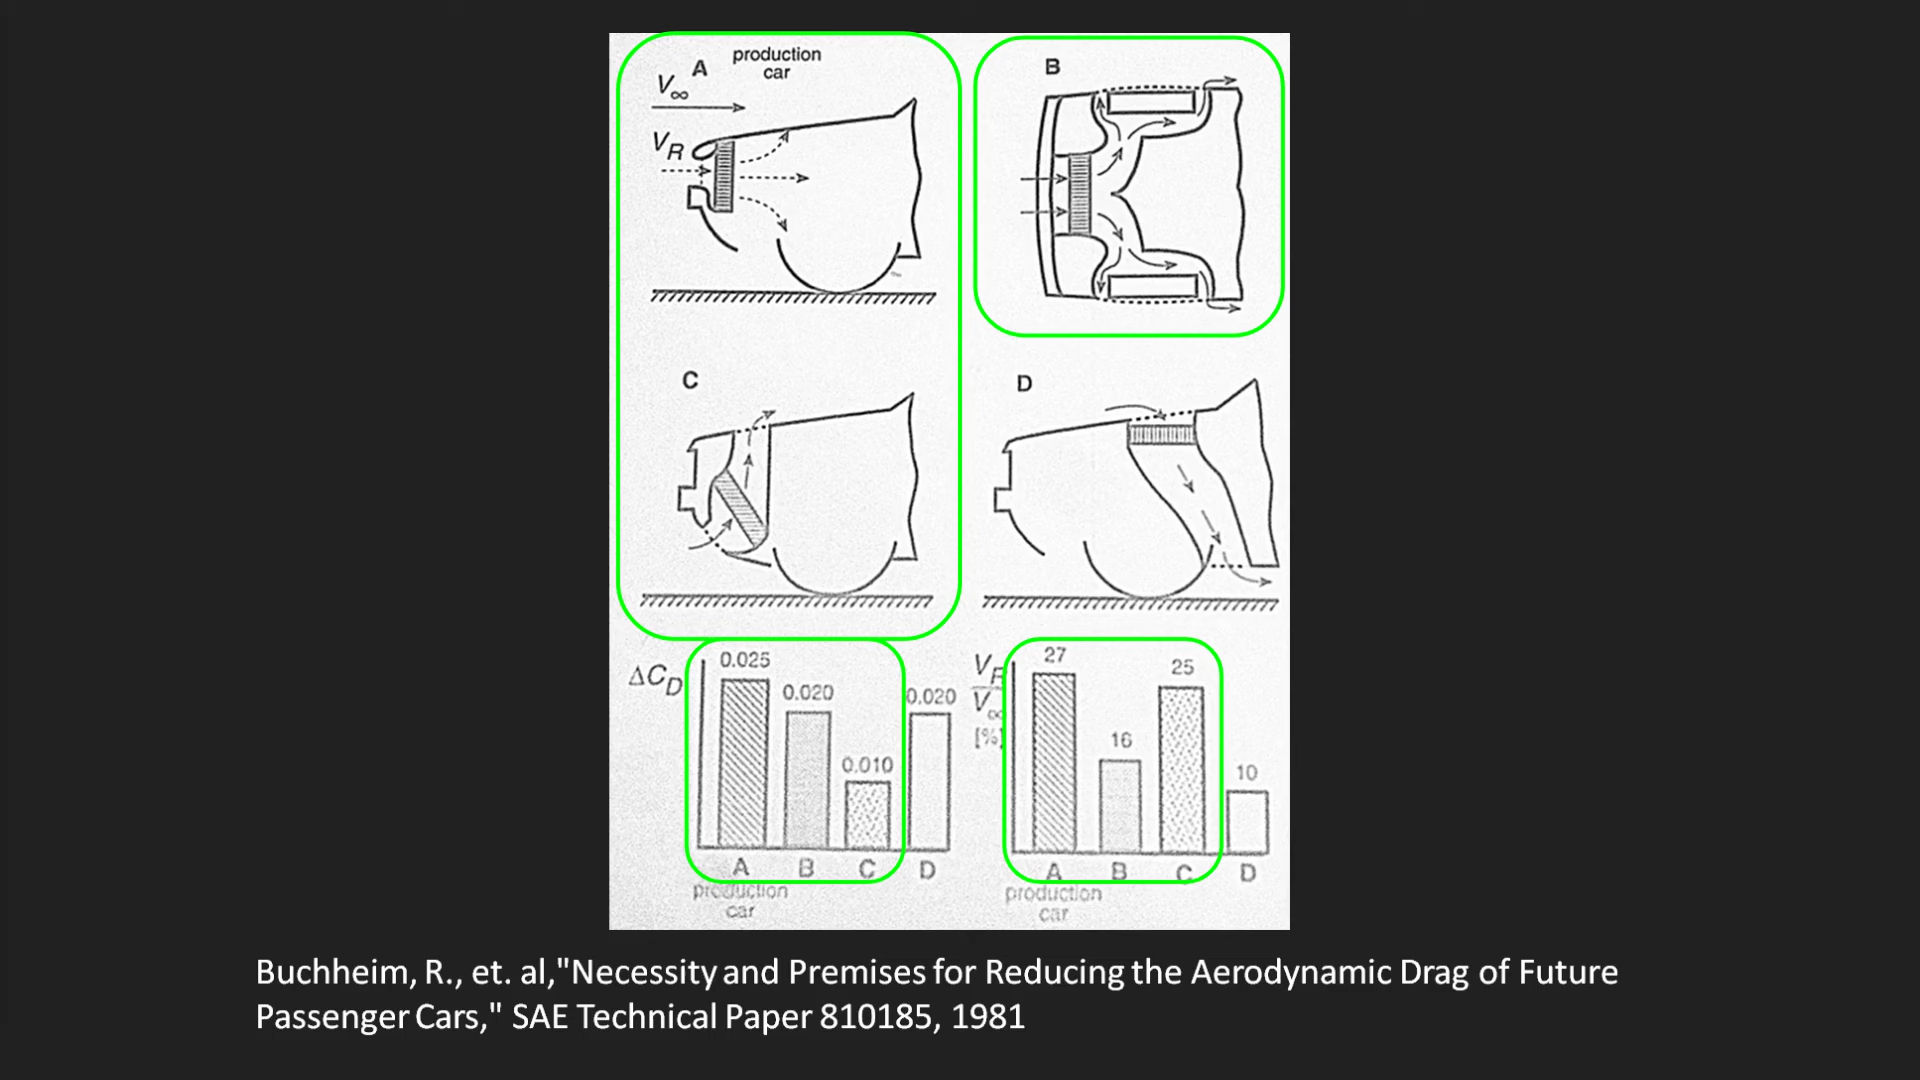 A
production
car
V∞
VR
B
C
D
ΔCD
0.025
0.020
0.010
0.020
A
B
C
D
production
car
VR
V∞
[%]
27
16
25
10
A
B
C
D
production
car
Buchheim, R., et. al,"Necessity and Premises for Reducing the Aerodynamic Drag of Future
Passenger Cars," SAE Technical Paper 810185, 1981